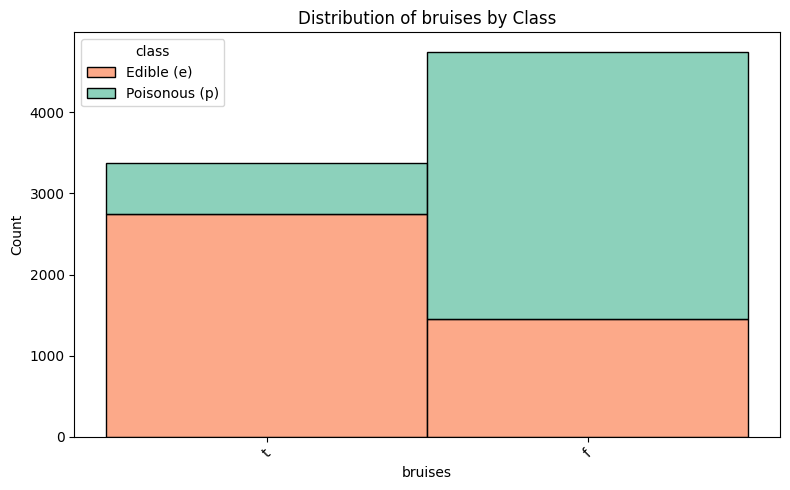 Distribution of bruises by Class
class
Edible (e)
Poisonous (p)
4000
3000
2000
1000
0
Count
t
f
bruises